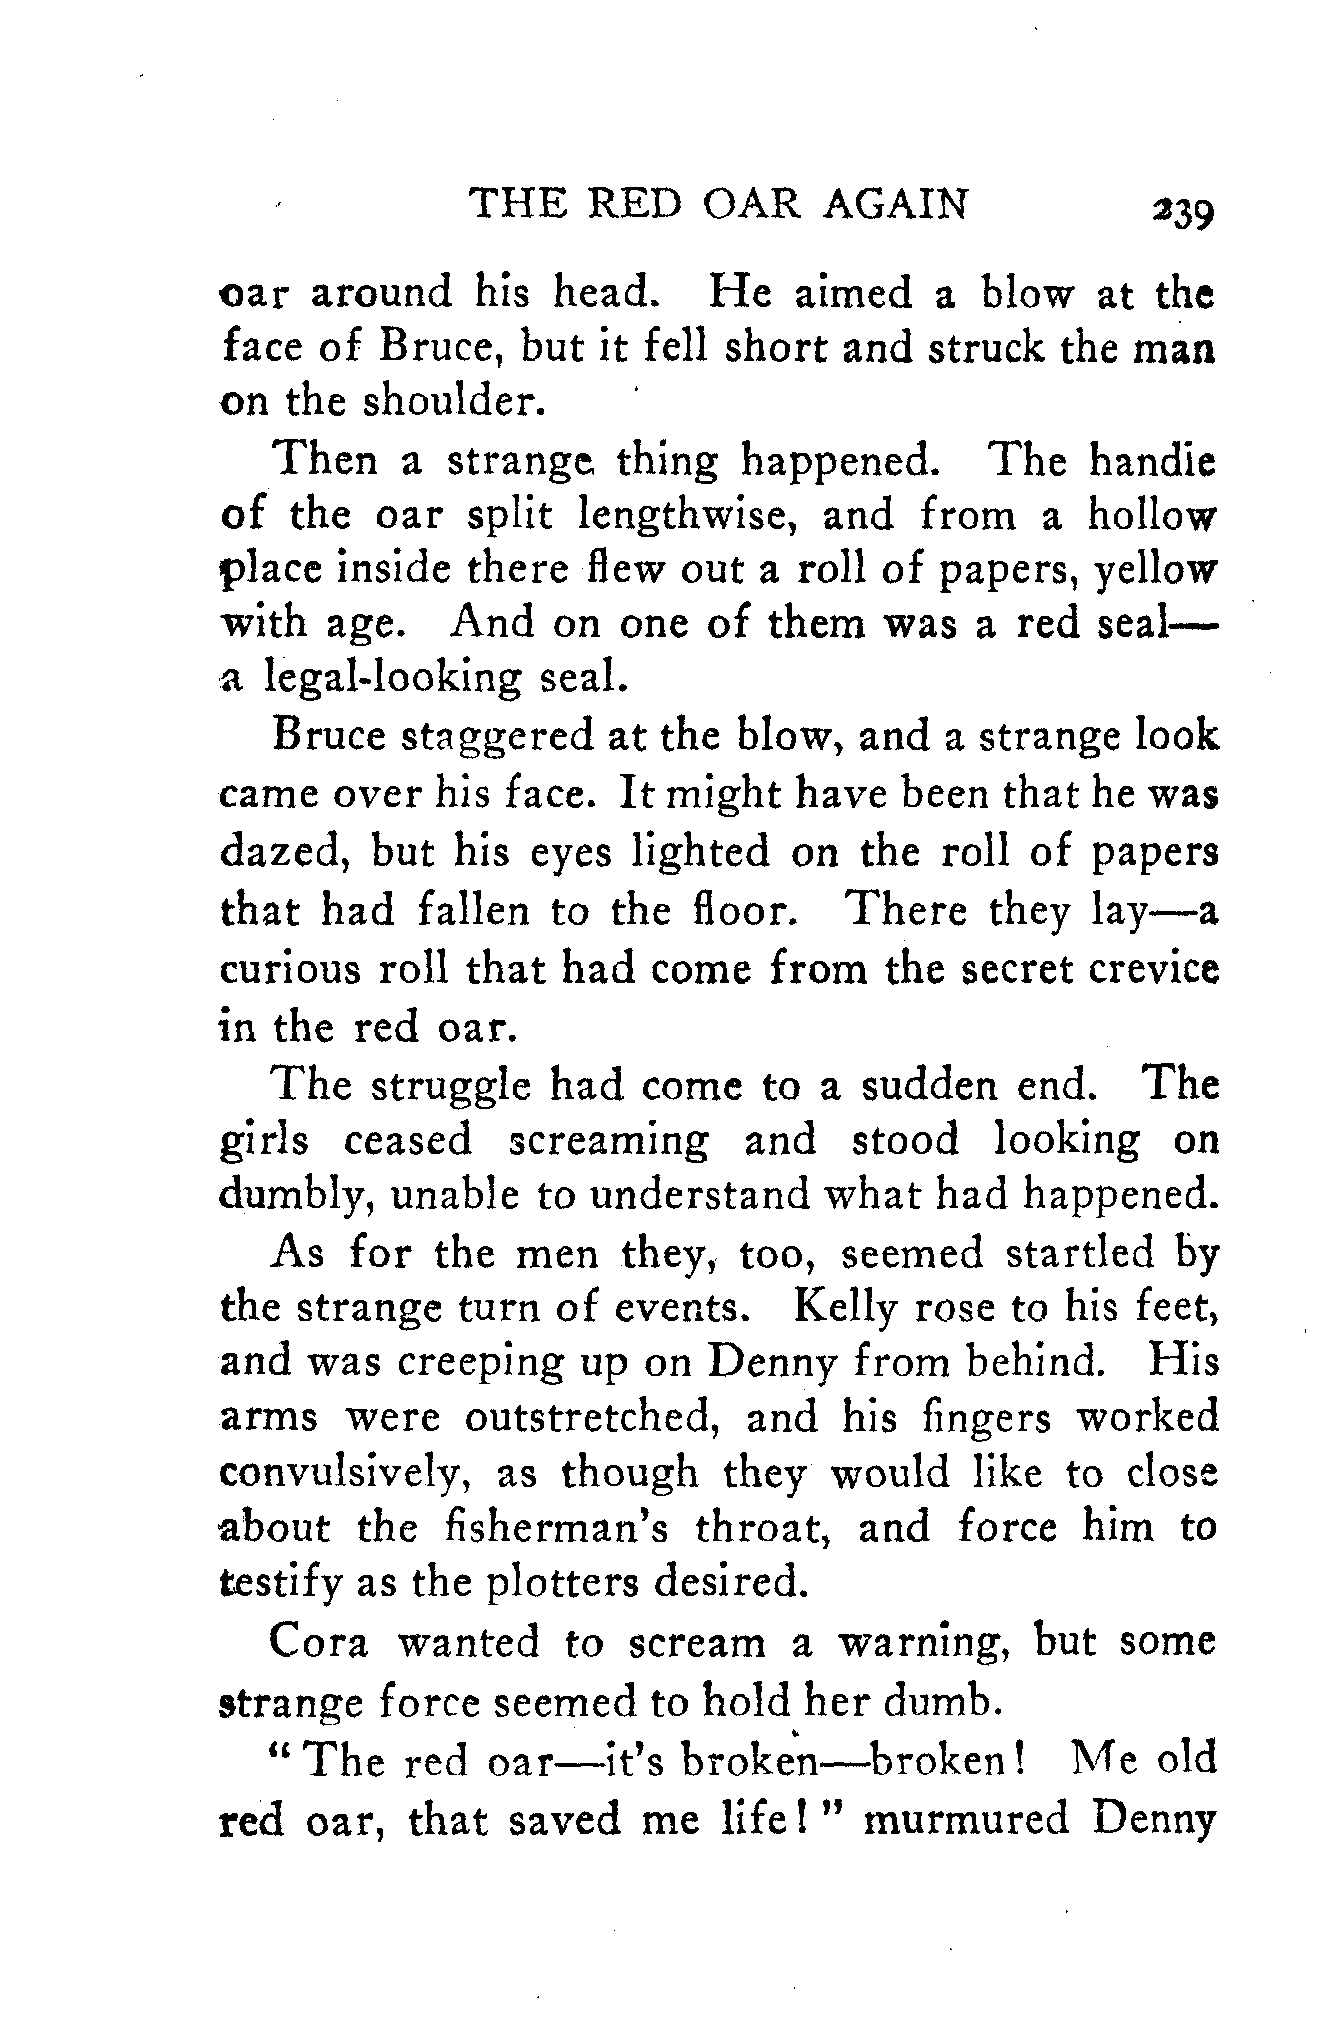 THE RED OAR AGAIN 239
oar around his head. He aimed a blow at the
face of Bruce, but it fell short and struck the man
on the shoulder.
Then a strange thing happened. The handle
of the oar split lengthwise, and from a hollow
place inside there flew out a roll of papers, yellow
with age. And on one of them was a red seal—
a legal-looking seal.
Bruce staggered at the blow, and a strange look
came over his face. It might have been that he was
dazed, but his eyes lighted on the roll of papers
that had fallen to the floor. There they lay—a
curious roll that had come from the secret crevice
in the red oar.
The struggle had come to a sudden end. The
girls ceased screaming and stood looking on
dumbly, unable to understand what had happened.
As for the men they, too, seemed startled by
the strange turn of events. Kelly rose to his feet,
and was creeping up on Denny from behind. His
arms were outstretched, and his fingers worked
convulsively, as though they would like to close
about the fisherman's throat, and force him to
testify as the plotters desired.
Cora wanted to scream a warning, but some
strange force seemed to hold her dumb.
" The red oar—it's broken—broken! Me old
red oar, that saved me life! " murmured Denny